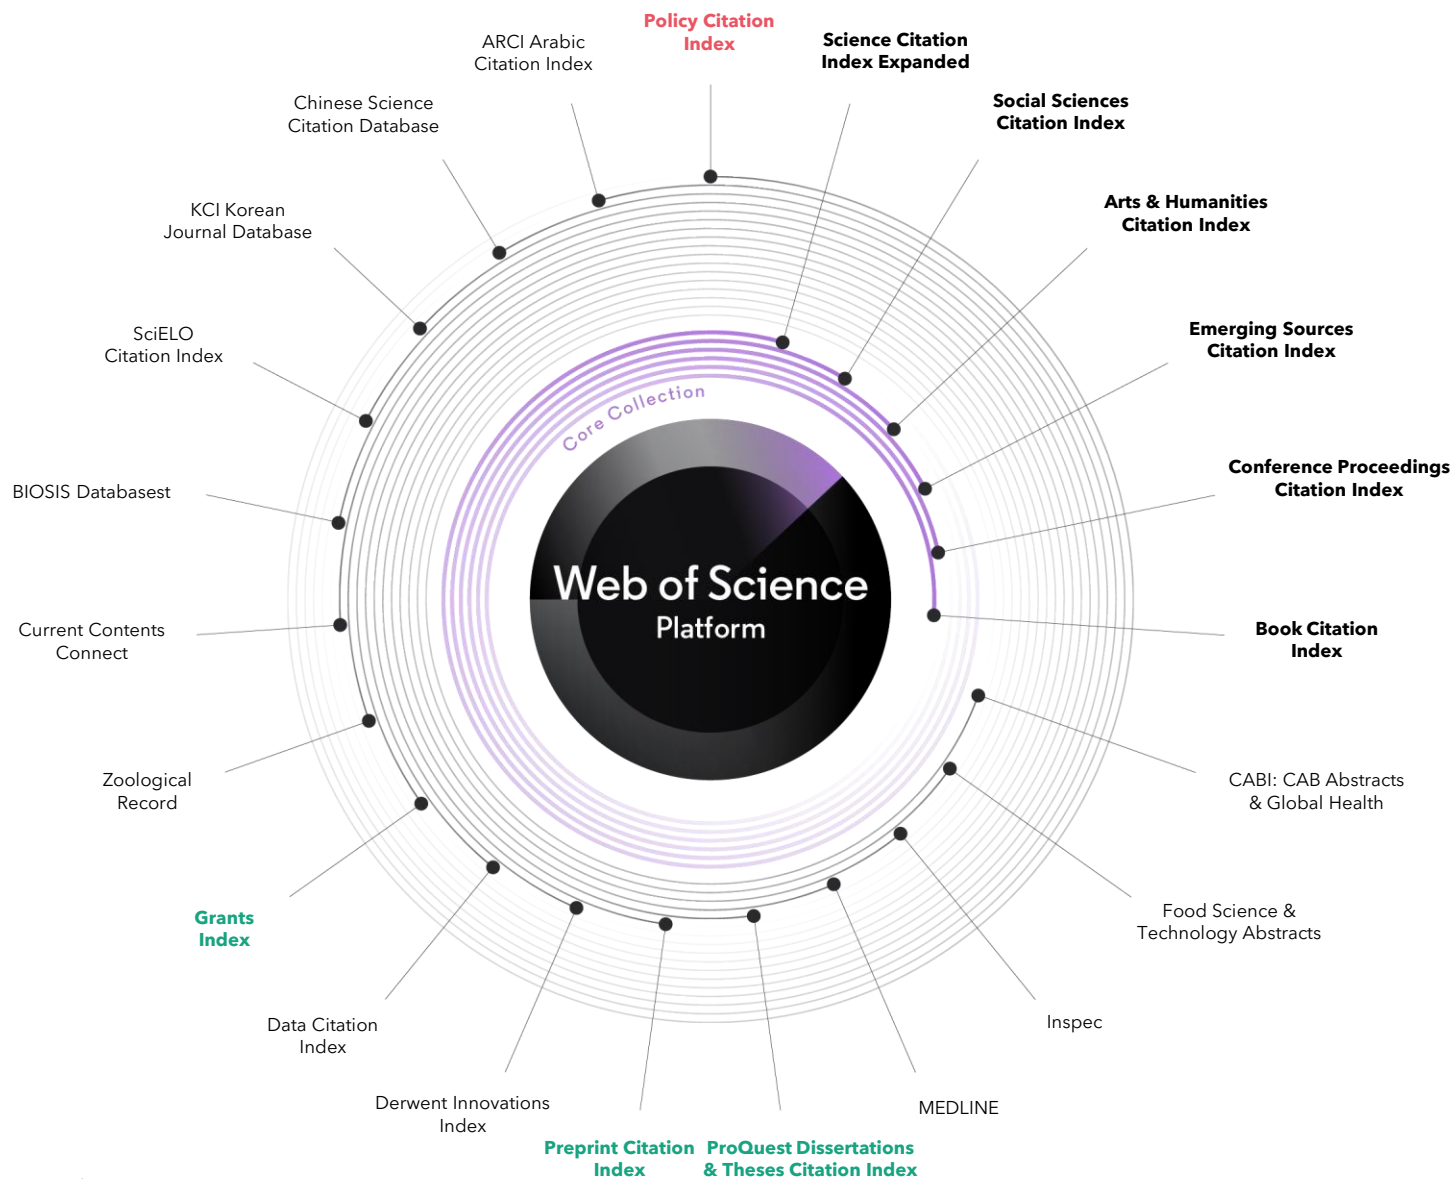 Policy Citation
Index
Science Citation
Index Expanded
Social Sciences
Citation Index
Arts & Humanities
Citation Index
Emerging Sources
Citation Index
Conference Proceedings
Citation Index
Book Citation
Index
CABI: CAB Abstracts
& Global Health
Food Science &
Technology Abstracts
Inspec
MEDLINE
ProQuest Dissertations
& Theses Citation Index
Preprint Citation
Index
Derwent Innovations
Index
Data Citation
Index
Grants
Index
Zoological
Record
Current Contents
Connect
BIOSIS Databasest
SciELO
Citation Index
KCI Korean
Journal Database
Chinese Science
Citation Database
ARCI Arabic
Citation Index
Core Collection
Web of Science
Platform